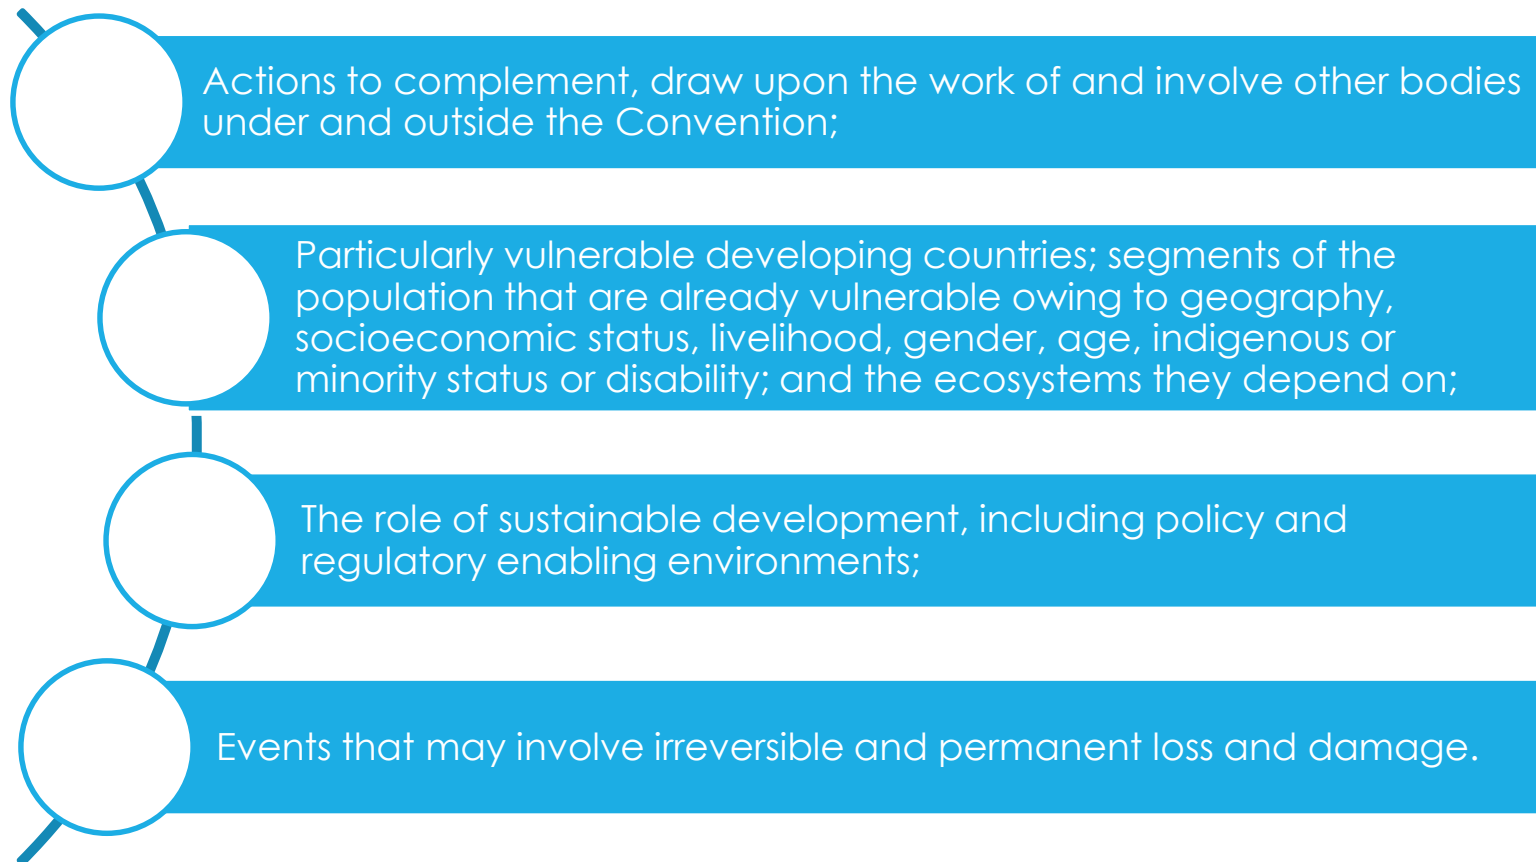 Actions to complement, draw upon the work of and involve other bodies
under and outside the Convention;
Particularly vulnerable developing countries; segments of the
population that are already vulnerable owing to geography,
socioeconomic status, livelihood, gender, age, indigenous or
minority status or disability; and the ecosystems they depend on;
The role of sustainable development, including policy and
regulatory enabling environments;
Events that may involve irreversible and permanent loss and damage.